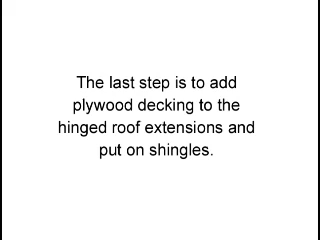 The last step is to add
plywood decking to the
hinged roof extensions and
put on shingles.